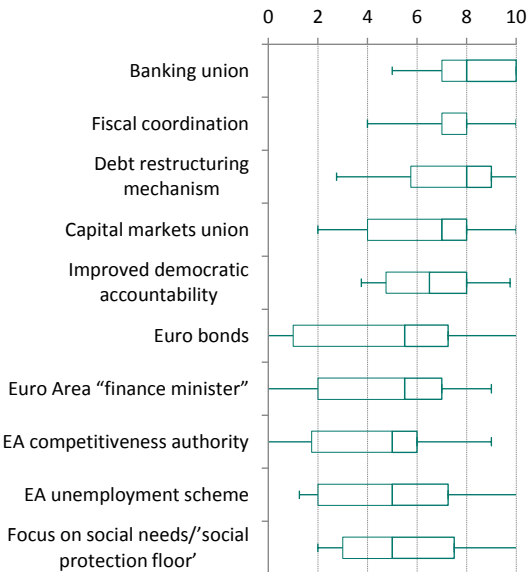 0 2 4 6 8 10
Banking union
Fiscal coordination
Debt restructuring
mechanism
Capital markets union
Improved democratic
accountability
Euro bonds
Euro Area “finance minister”
EA competitiveness authority
EA unemployment scheme
Focus on social needs/’social
protection floor’